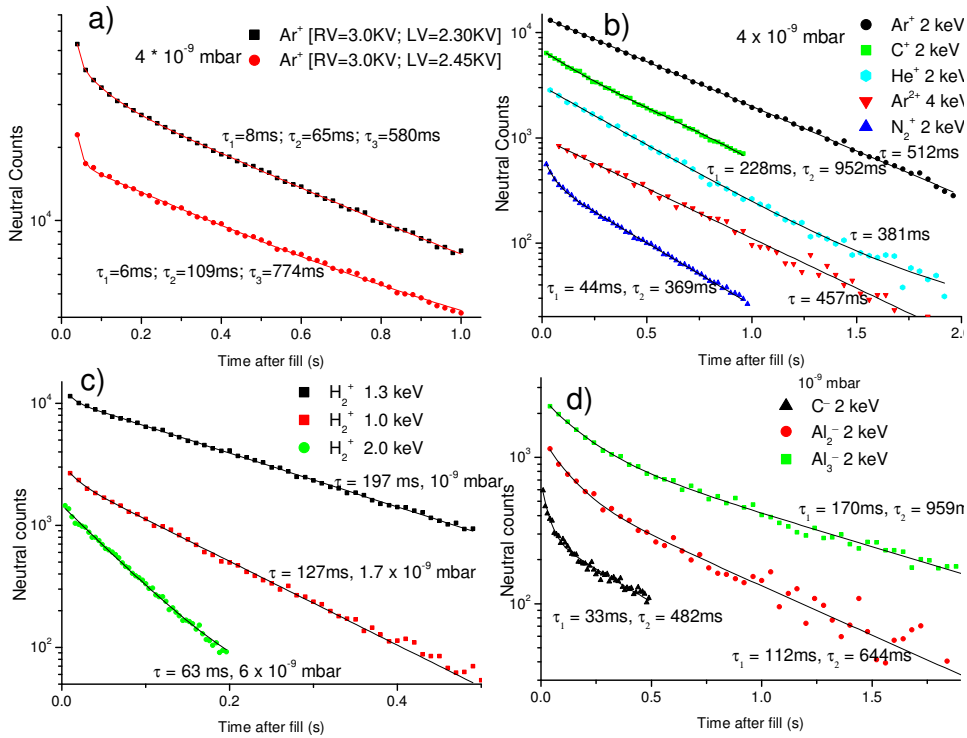 a)
Ar⁺ [RV=3.0KV; LV=2.30KV]
Ar⁺ [RV=3.0KV; LV=2.45KV]
4 * 10⁻⁹ mbar
τ₁=8ms; τ₂=65ms; τ₃=580ms
τ₁=6ms; τ₂=109ms; τ₃=774ms
Neutral Counts
10⁴
0.0 0.2 0.4 0.6 0.8 1.0
Time after fill (s)
b)
4 x 10⁻⁹ mbar
Ar⁺ 2 keV
C⁺ 2 keV
He⁺ 2 keV
Ar²⁺ 4 keV
N₂⁺ 2 keV
τ = 512ms
τ₁ = 228ms, τ₂ = 952ms
τ = 381ms
τ₁ = 44ms, τ₂ = 369ms
τ = 457ms
Neutral Counts
10⁴
10³
10²
0.0 0.5 1.0 1.5 2.0
Time after fill (s)
c)
H₂⁺ 1.3 keV
H₂⁺ 1.0 keV
H₂⁺ 2.0 keV
τ = 197 ms, 10⁻⁹ mbar
τ = 127ms, 1.7 x 10⁻⁹ mbar
τ = 63 ms, 6 x 10⁻⁹ mbar
Neutral counts
10⁴
10³
10²
0.0 0.2 0.4
Time after fill (s)
d)
10⁻⁹ mbar
C⁻ 2 keV
Al₂⁻ 2 keV
Al₃⁻ 2 keV
τ₁ = 170ms, τ₂ = 959ms
τ₁ = 33ms, τ₂ = 482ms
τ₁ = 112ms, τ₂ = 644ms
Neutral counts
10³
10²
0.0 0.5 1.0 1.5
Time after fill (s)